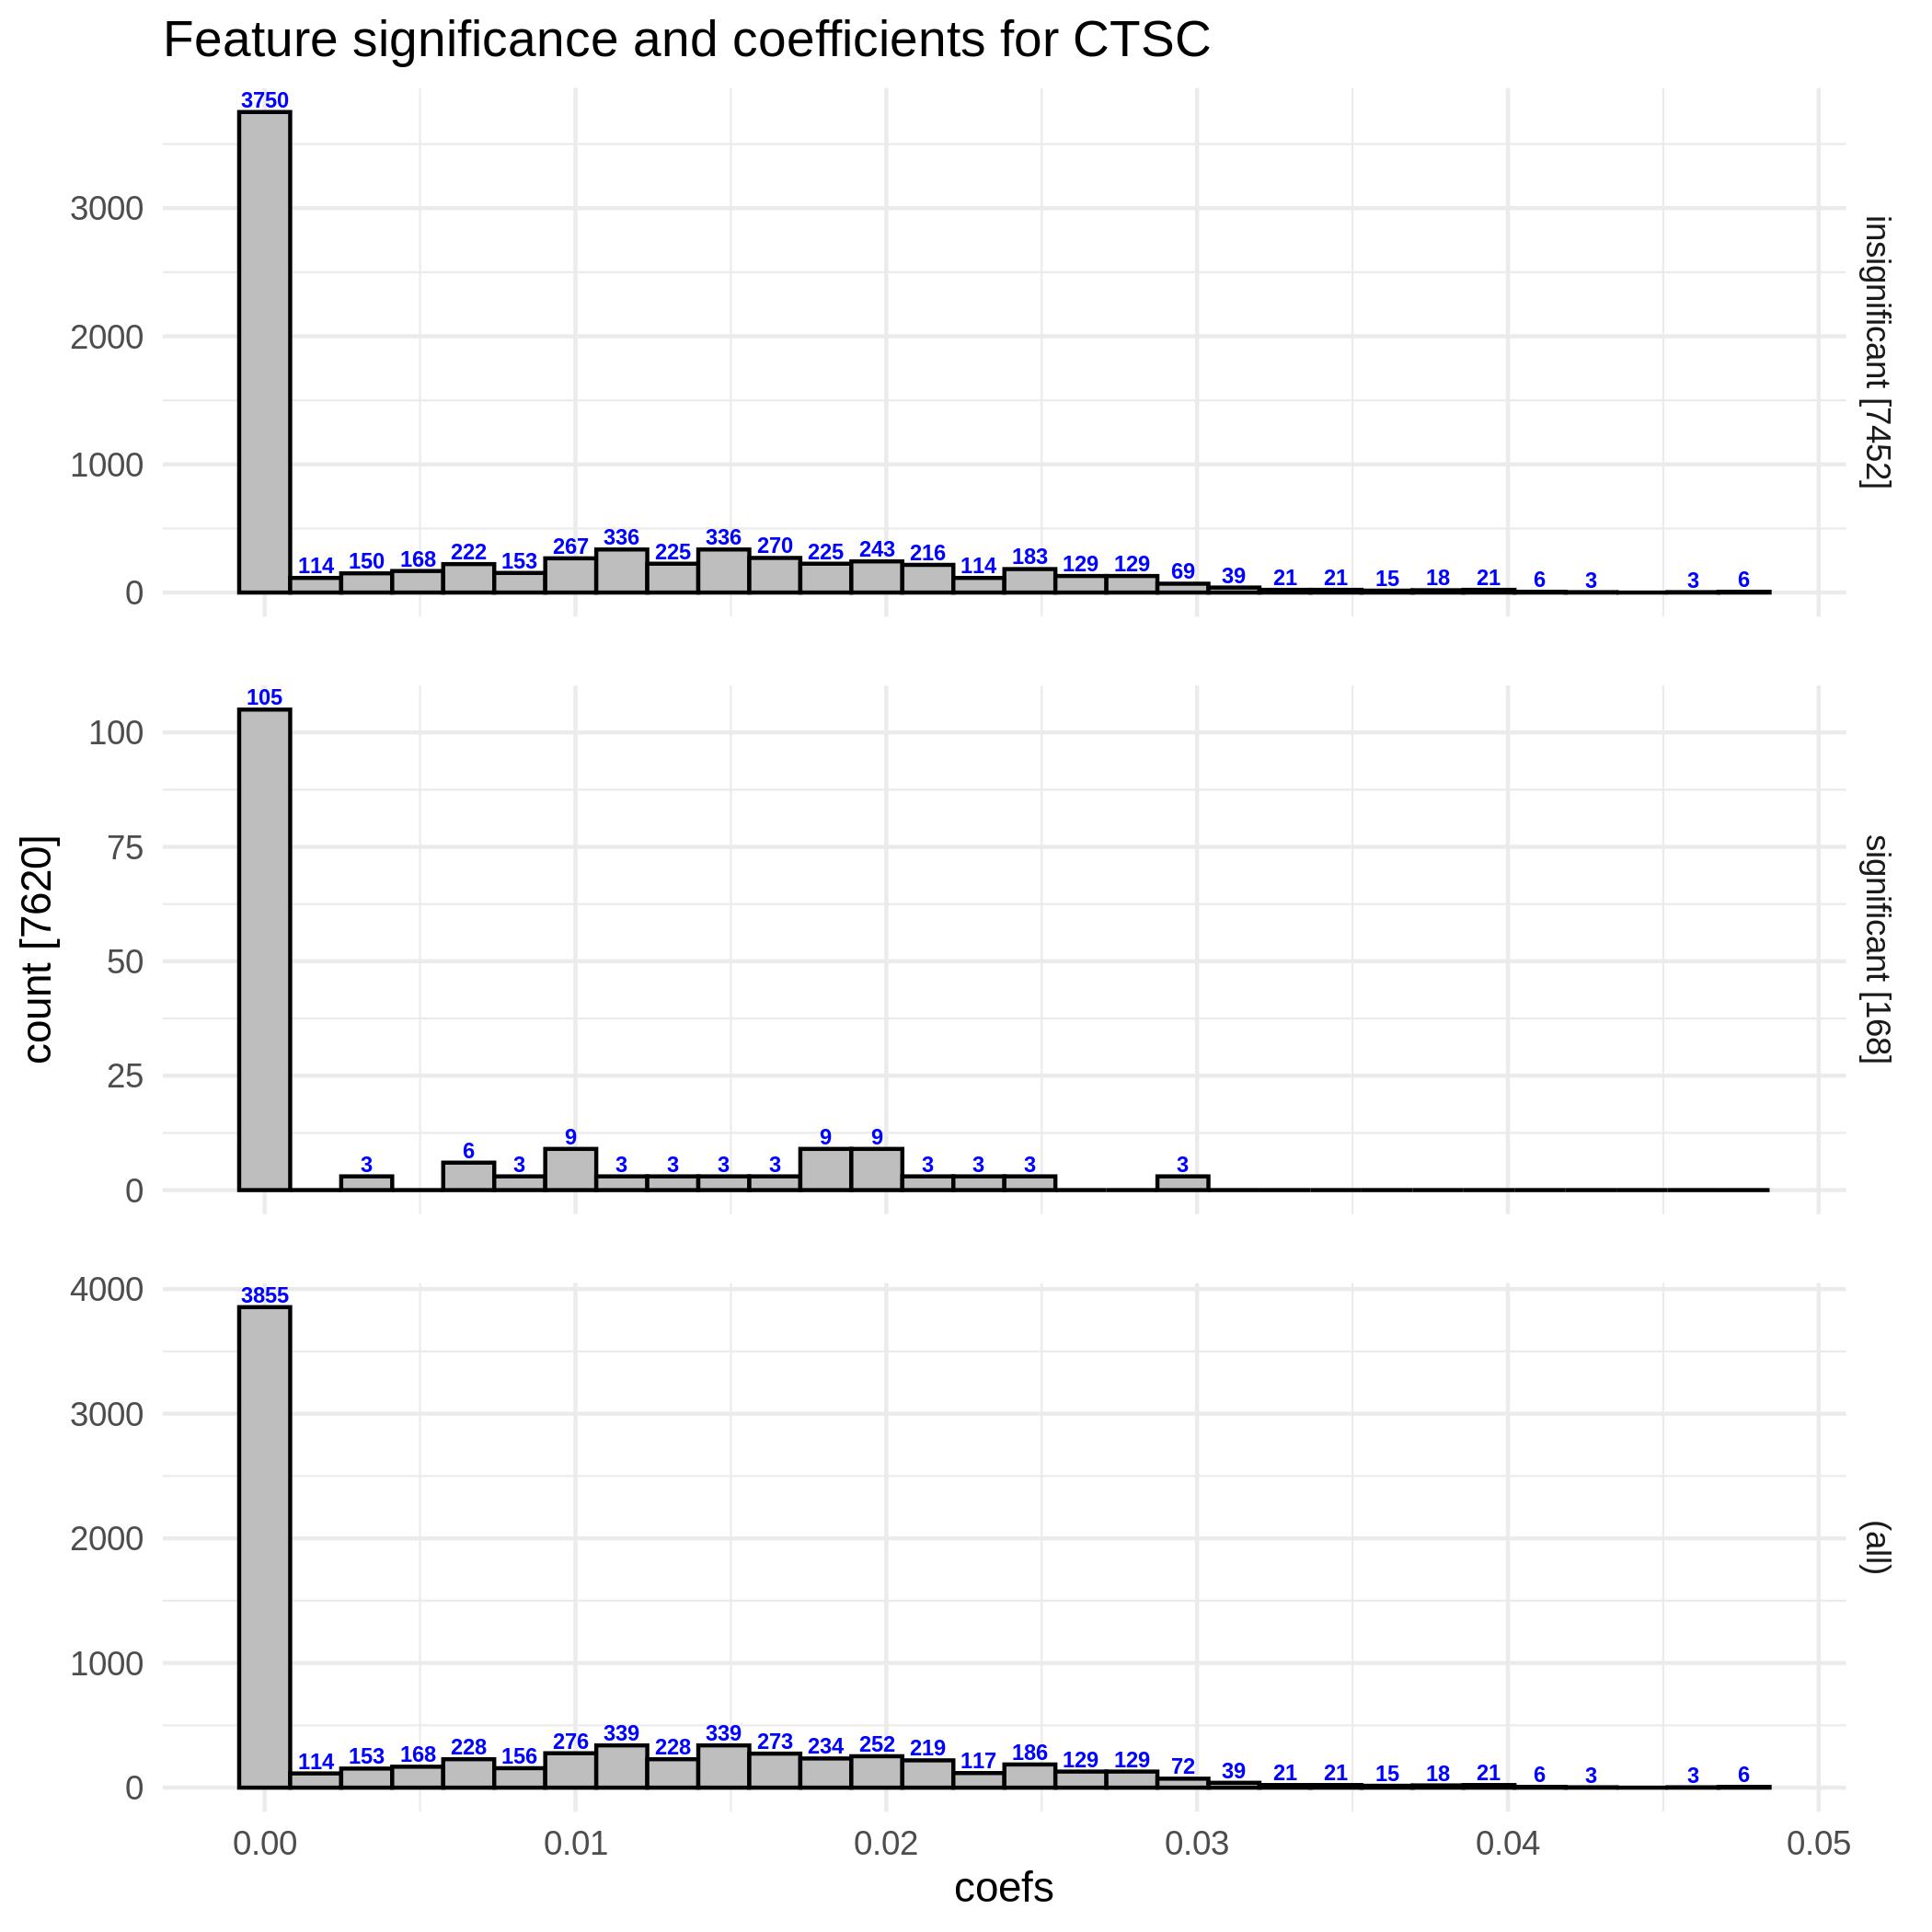 Feature significance and coefficients for CTSC
3750
3000
2000
1000
0
114 150 168 222 153 267 336 225 336 270 225 243 216 114 183 129 129 69 39 21 21 15 18 21 6 3 3 6
insignificant [7452]
105
100
75
50
25
0
3 6 3 9 3 3 3 3 9 9 3 3 3 3
significant [168]
count [7620]
4000
3855
3000
2000
1000
0
114 153 168 228 156 276 339 228 339 273 234 252 219 117 186 129 129 72 39 21 21 15 18 21 6 3 3 6
(all)
0.00 0.01 0.02 0.03 0.04 0.05
coefs